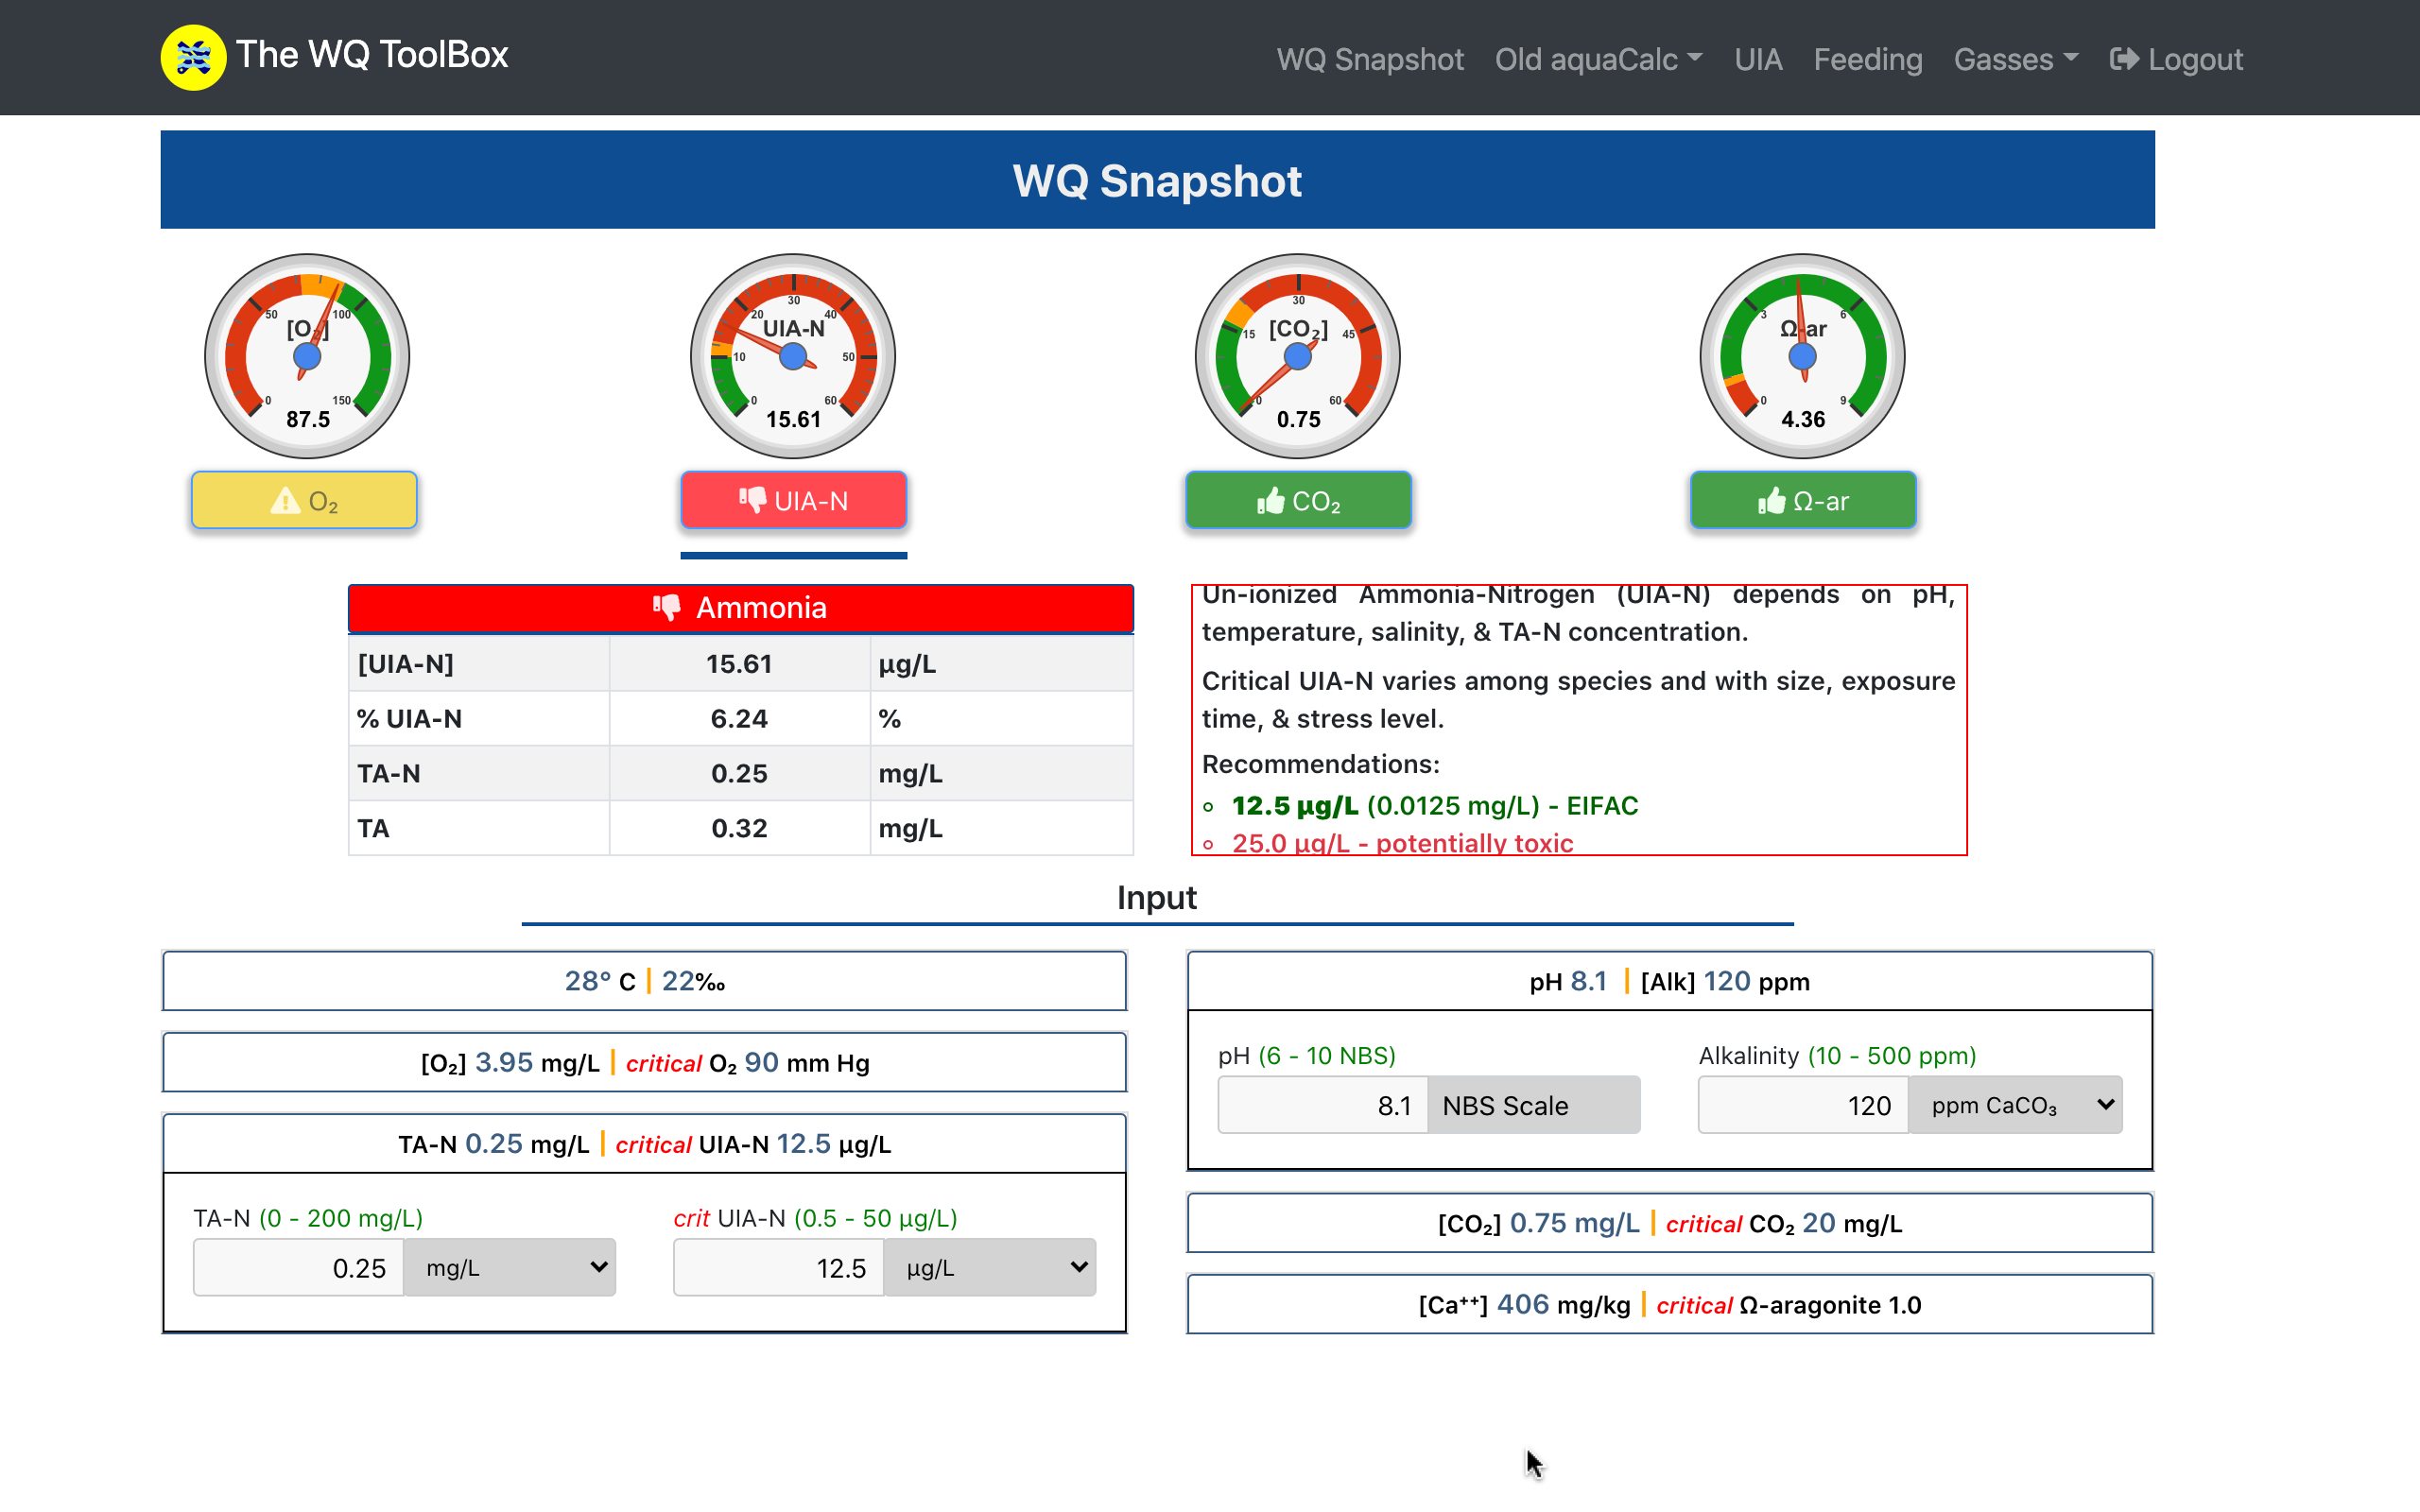 The WQ ToolBox
WQ Snapshot Old aquaCalc UIA Feeding Gasses Logout
WQ Snapshot
0 50 100 150
[O₂]
87.5
0 10 20 30 40 50 60
UIA-N
15.61
0 15 30 45 60
[CO₂]
0.75
0 3 6 9
Ω-ar
4.36
O₂
UIA-N
CO₂
Ω-ar
Ammonia
[UIA-N] 15.61 µg/L
% UIA-N 6.24 %
TA-N 0.25 mg/L
TA 0.32 mg/L
Un-ionized Ammonia-Nitrogen (UIA-N) depends on pH,
temperature, salinity, & TA-N concentration.
Critical UIA-N varies among species and with size, exposure
time, & stress level.
Recommendations:
12.5 µg/L (0.0125 mg/L) - EIFAC
25.0 µg/L - potentially toxic
Input
28° C | 22‰
[O₂] 3.95 mg/L | critical O₂ 90 mm Hg
TA-N 0.25 mg/L | critical UIA-N 12.5 µg/L
TA-N (0 - 200 mg/L)
0.25 mg/L
crit UIA-N (0.5 - 50 µg/L)
12.5 µg/L
pH 8.1 | [Alk] 120 ppm
pH (6 - 10 NBS)
8.1 NBS Scale
Alkalinity (10 - 500 ppm)
120 ppm CaCO₃
[CO₂] 0.75 mg/L | critical CO₂ 20 mg/L
[Ca⁺⁺] 406 mg/kg | critical Ω-aragonite 1.0